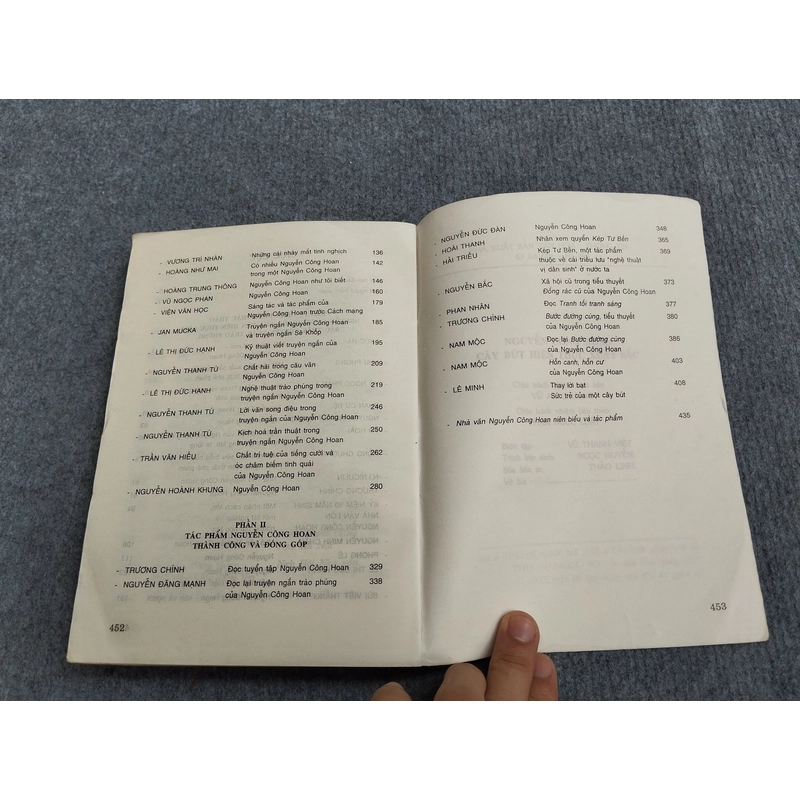 - VƯƠNG TRÍ NHÀN Những cái nháy mắt tinh nghịch 136
- HOÀNG NHƯ MAI Có nhiều Nguyễn Công Hoan 142
trong một Nguyễn Công Hoan
- HOÀNG TRUNG THÔNG Nguyễn Công Hoan như tôi biết 146
- VŨ NGỌC PHAN Nguyễn Công Hoan 160
- VIỆN VĂN HỌC Sáng tác và tác phẩm của 179
Nguyễn Công Hoan trước Cách mạng
- JAN MUCKA Truyện ngắn Nguyễn Công Hoan 185
và truyện ngắn Sê Khốp
- LÊ THỊ ĐỨC HẠNH Kỹ thuật viết truyện ngắn của 195
Nguyễn Công Hoan
- NGUYỄN THANH TÚ Chất hài trong câu văn 209
Nguyễn Công Hoan
- LÊ THỊ ĐỨC HẠNH Nghệ thuật trào phúng trong 219
truyện ngắn Nguyễn Công Hoan
- NGUYỄN THANH TÚ Lời văn song điệu trong 246
truyện ngắn của Nguyễn Công Hoan
- NGUYỄN THANH TÚ Kịch hoá trần thuật trong 250
truyện ngắn Nguyễn Công Hoan
- TRẦN VĂN HIẾU Chất trí tuệ của tiếng cười và 262
óc châm biếm tinh quái
của Nguyễn Công Hoan
- NGUYỄN HOÀNH KHUNG Nguyễn Công Hoan 280
PHẦN II
TÁC PHẨM NGUYỄN CÔNG HOAN
THÀNH CÔNG VÀ ĐÓNG GÓP
- TRƯƠNG CHÍNH Đọc tuyển tập Nguyễn Công Hoan 329
- NGUYỄN ĐĂNG MẠNH Đọc lại truyện ngắn trào phúng 338
của Nguyễn Công Hoan
452
- NGUYỄN ĐỨC ĐÀN Nguyễn Công Hoan 348
- HOÀI THANH Nhân xem quyển Kép Tư Bền 365
- HẢI TRIỀU Kép Tư Bền, một tác phẩm 369
thuộc về cái triều lưu "nghệ thuật
vị dân sinh" ở nước ta
- NGUYỄN BẮC Xã hội cũ trong tiểu thuyết 373
Đống rác cũ của Nguyễn Công Hoan
- PHAN NHÂN Đọc Tranh tối tranh sáng 377
- TRƯƠNG CHÍNH Bước đường cùng, tiểu thuyết 380
của Nguyễn Công Hoan
- NAM MỘC Đọc lại Bước đường cùng 386
của Nguyễn Công Hoan
- NAM MỘC Hỗn canh, hỗn cư 403
của Nguyễn Công Hoan
- LÊ MINH Thay lời bạt 408
Sức trẻ của một cây bút
- Nhà văn Nguyễn Công Hoan niên biểu và tác phẩm 435
453